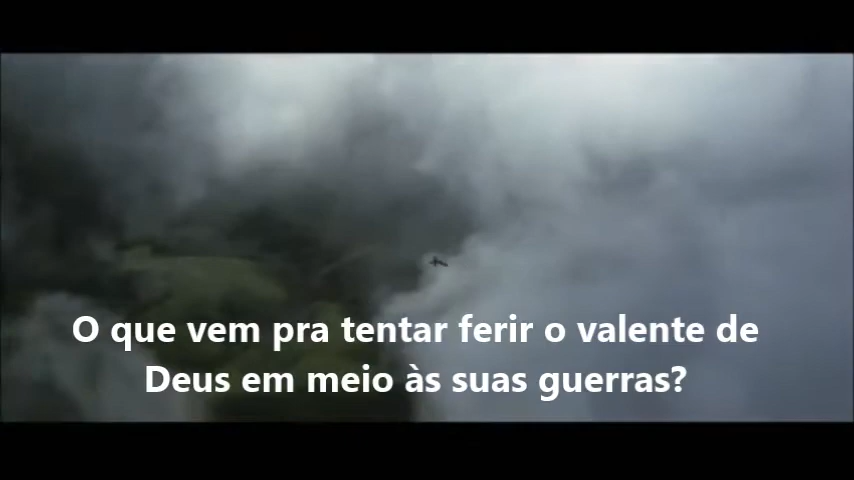 O que vem pra tentar ferir o valente de
Deus em meio às suas guerras?